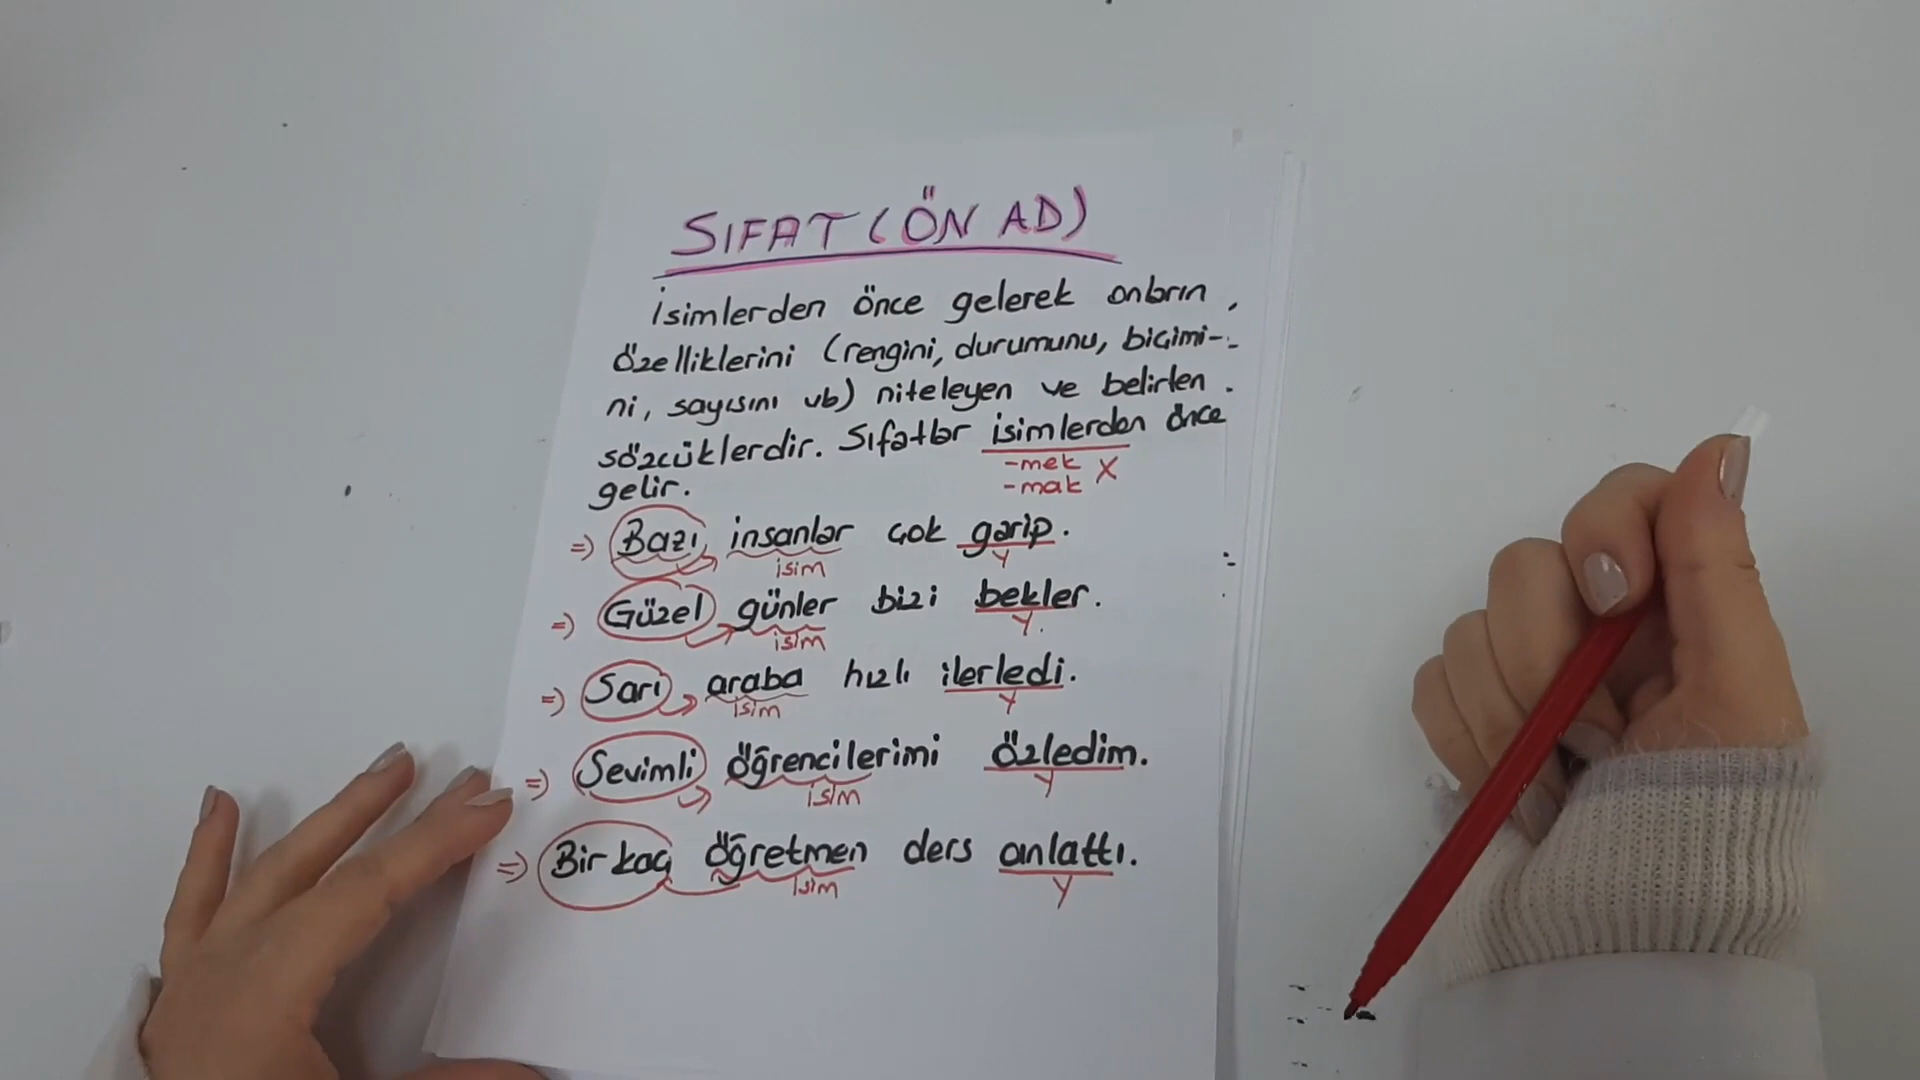 SIFAT (ÖN AD)
İsimlerden önce gelerek onların
özelliklerini (rengini, durumunu, biçimi-
ni, sayısını vb) niteleyen ve belirlen
sözcüklerdir. Sıfatlar isimlerden önce
-mek X
-mak
gelir.
=) Bazı insanlar çok garip.
isim Y
=) Güzel günler bizi bekler.
isim Y
=) Sarı araba hızlı ilerledi.
isim Y
=) Sevimli öğrencilerimi özledim.
isim Y
=) Birkaç öğretmen ders anlattı.
isim Y